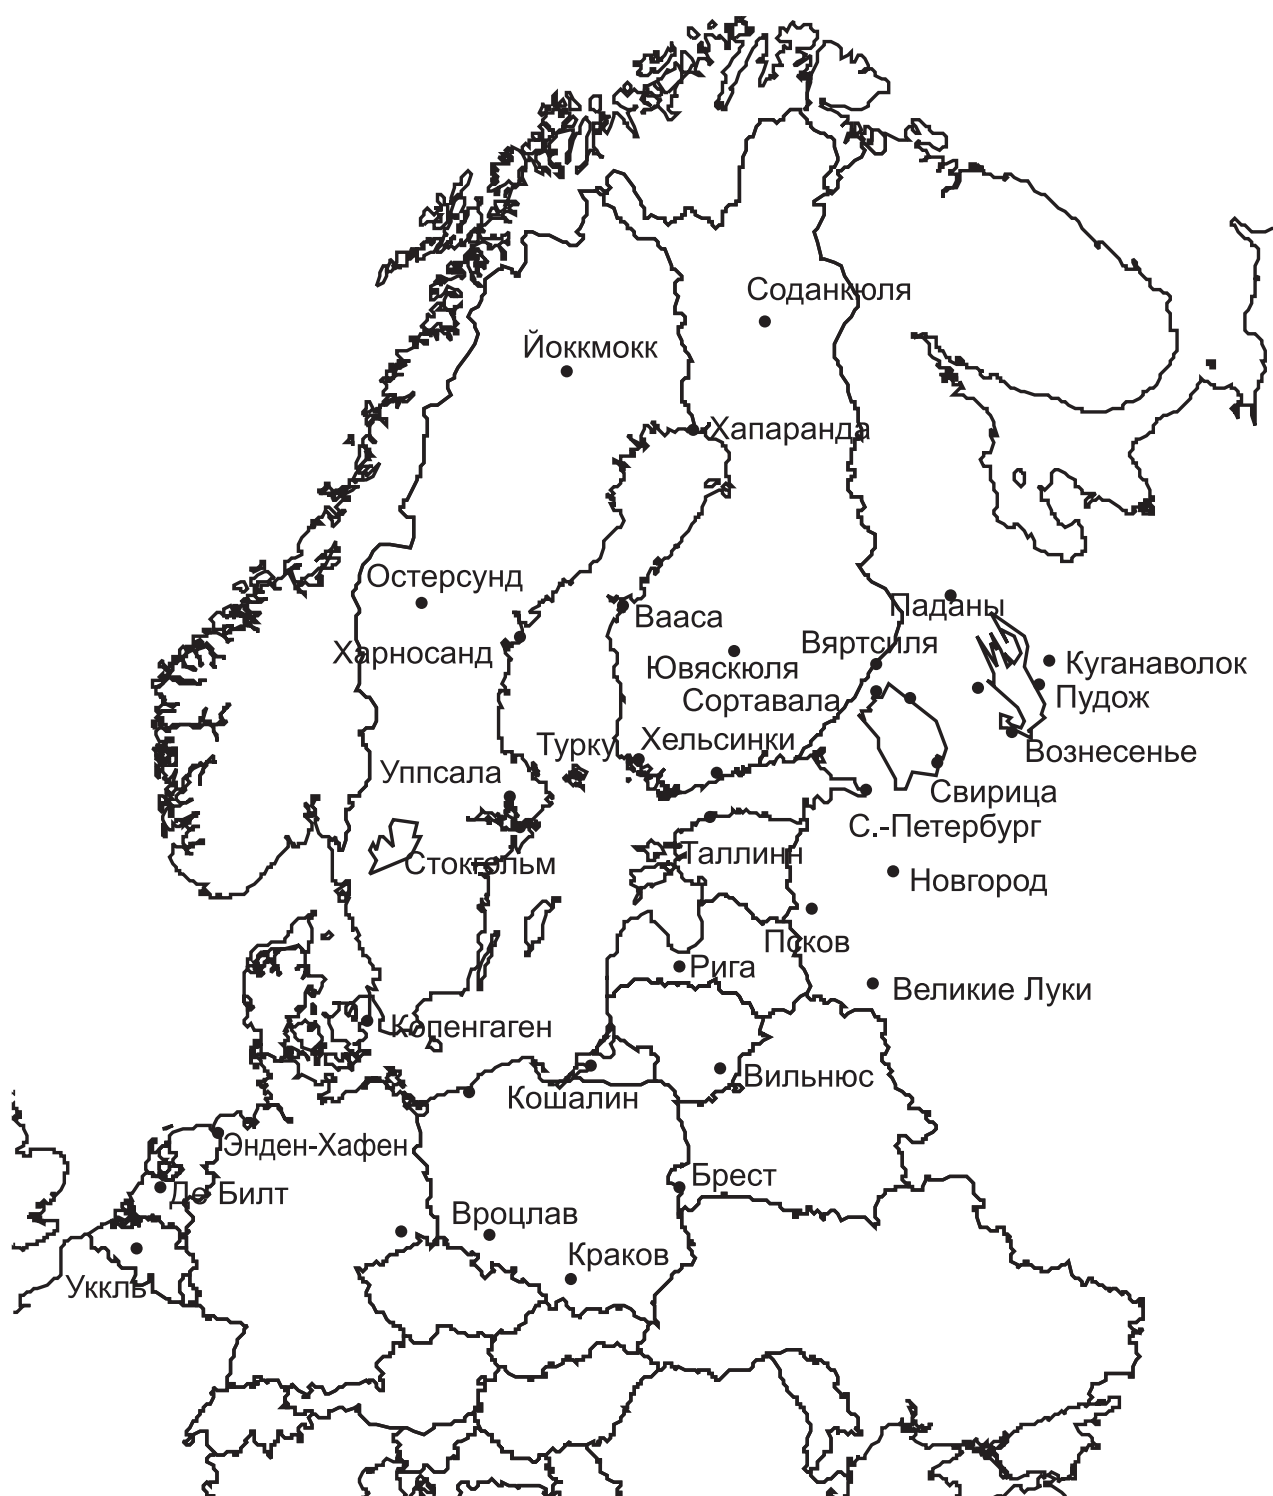 Соданкюля
Йоккмокк
Хапаранда
Остерсунд
Паданы
Вааса
Вяртсиля
Харносанд
Ювяскюля
Куганаволок
Сортавала
Пудож
Турку
Хельсинки
Вознесенье
Уппсала
Свирица
С.-Петербург
Таллинн
Стокгольм
Новгород
Псков
Рига
Великие Луки
Копенгаген
Вильнюс
Кошалин
Энден-Хафен
Брест
Де Билт
Вроцлав
Краков
Уккль